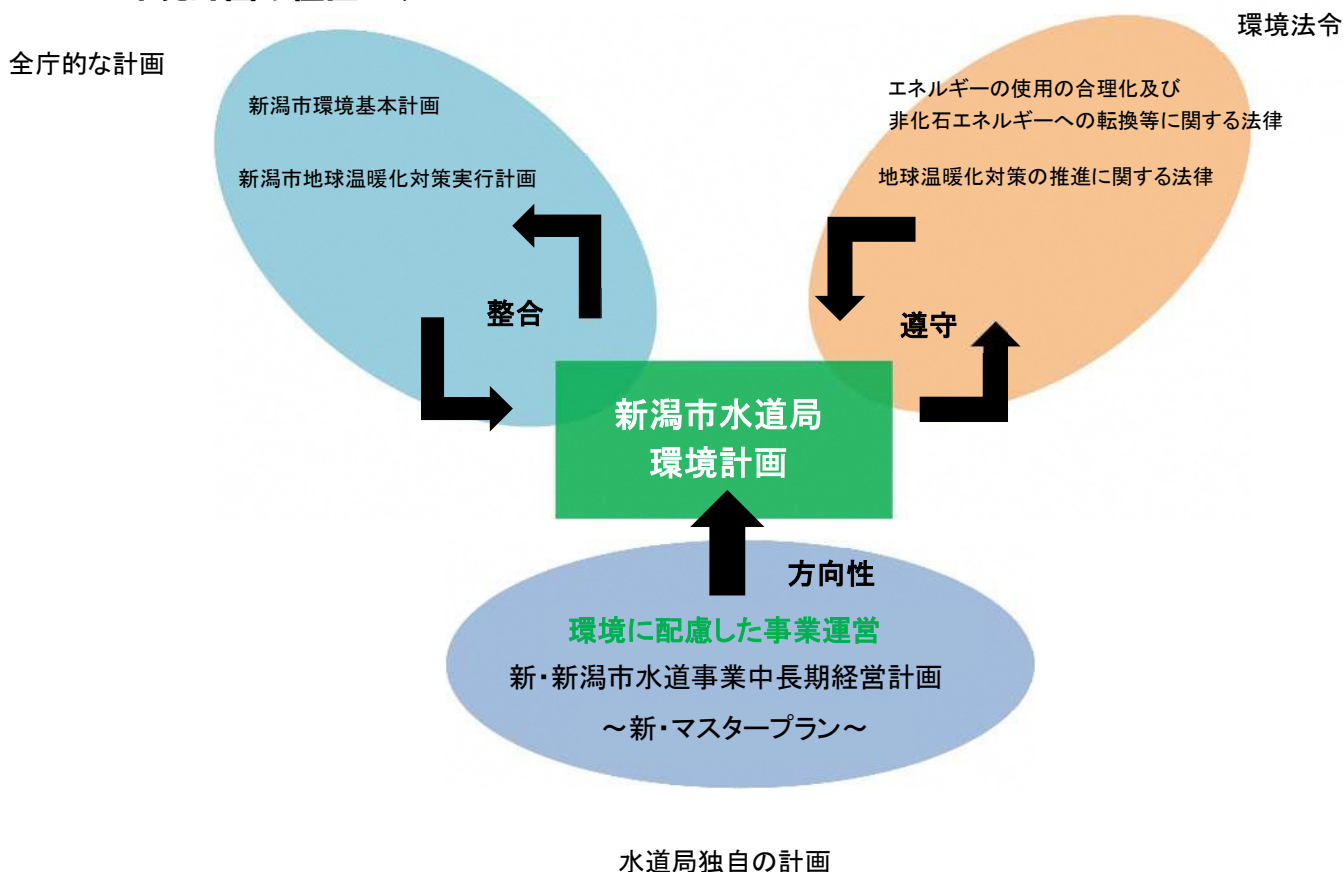 全庁的な計画
環境法令
新潟市環境基本計画
新潟市地球温暖化対策実行計画
エネルギーの使用の合理化及び
非化石エネルギーへの転換等に関する法律
地球温暖化対策の推進に関する法律
整合
遵守
新潟市水道局
環境計画
方向性
環境に配慮した事業運営
新・新潟市水道事業中長期経営計画
～新・マスタープラン～
水道局独自の計画